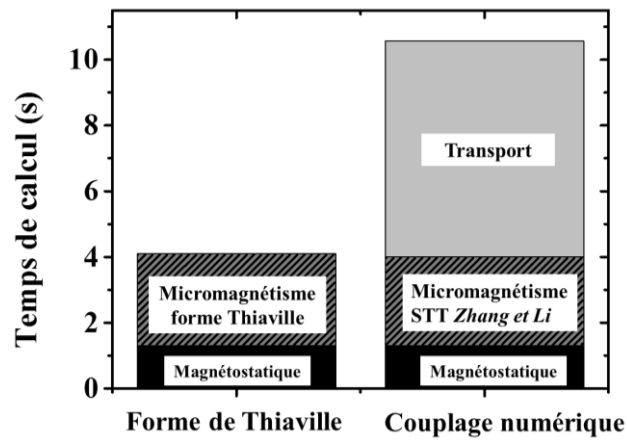 Temps de calcul (s)
10
8
6
4
2
0
Transport
Micromagnétisme
forme Thiaville
Micromagnétisme
STT Zhang et Li
Magnétostatique
Magnétostatique
Forme de Thiaville
Couplage numérique